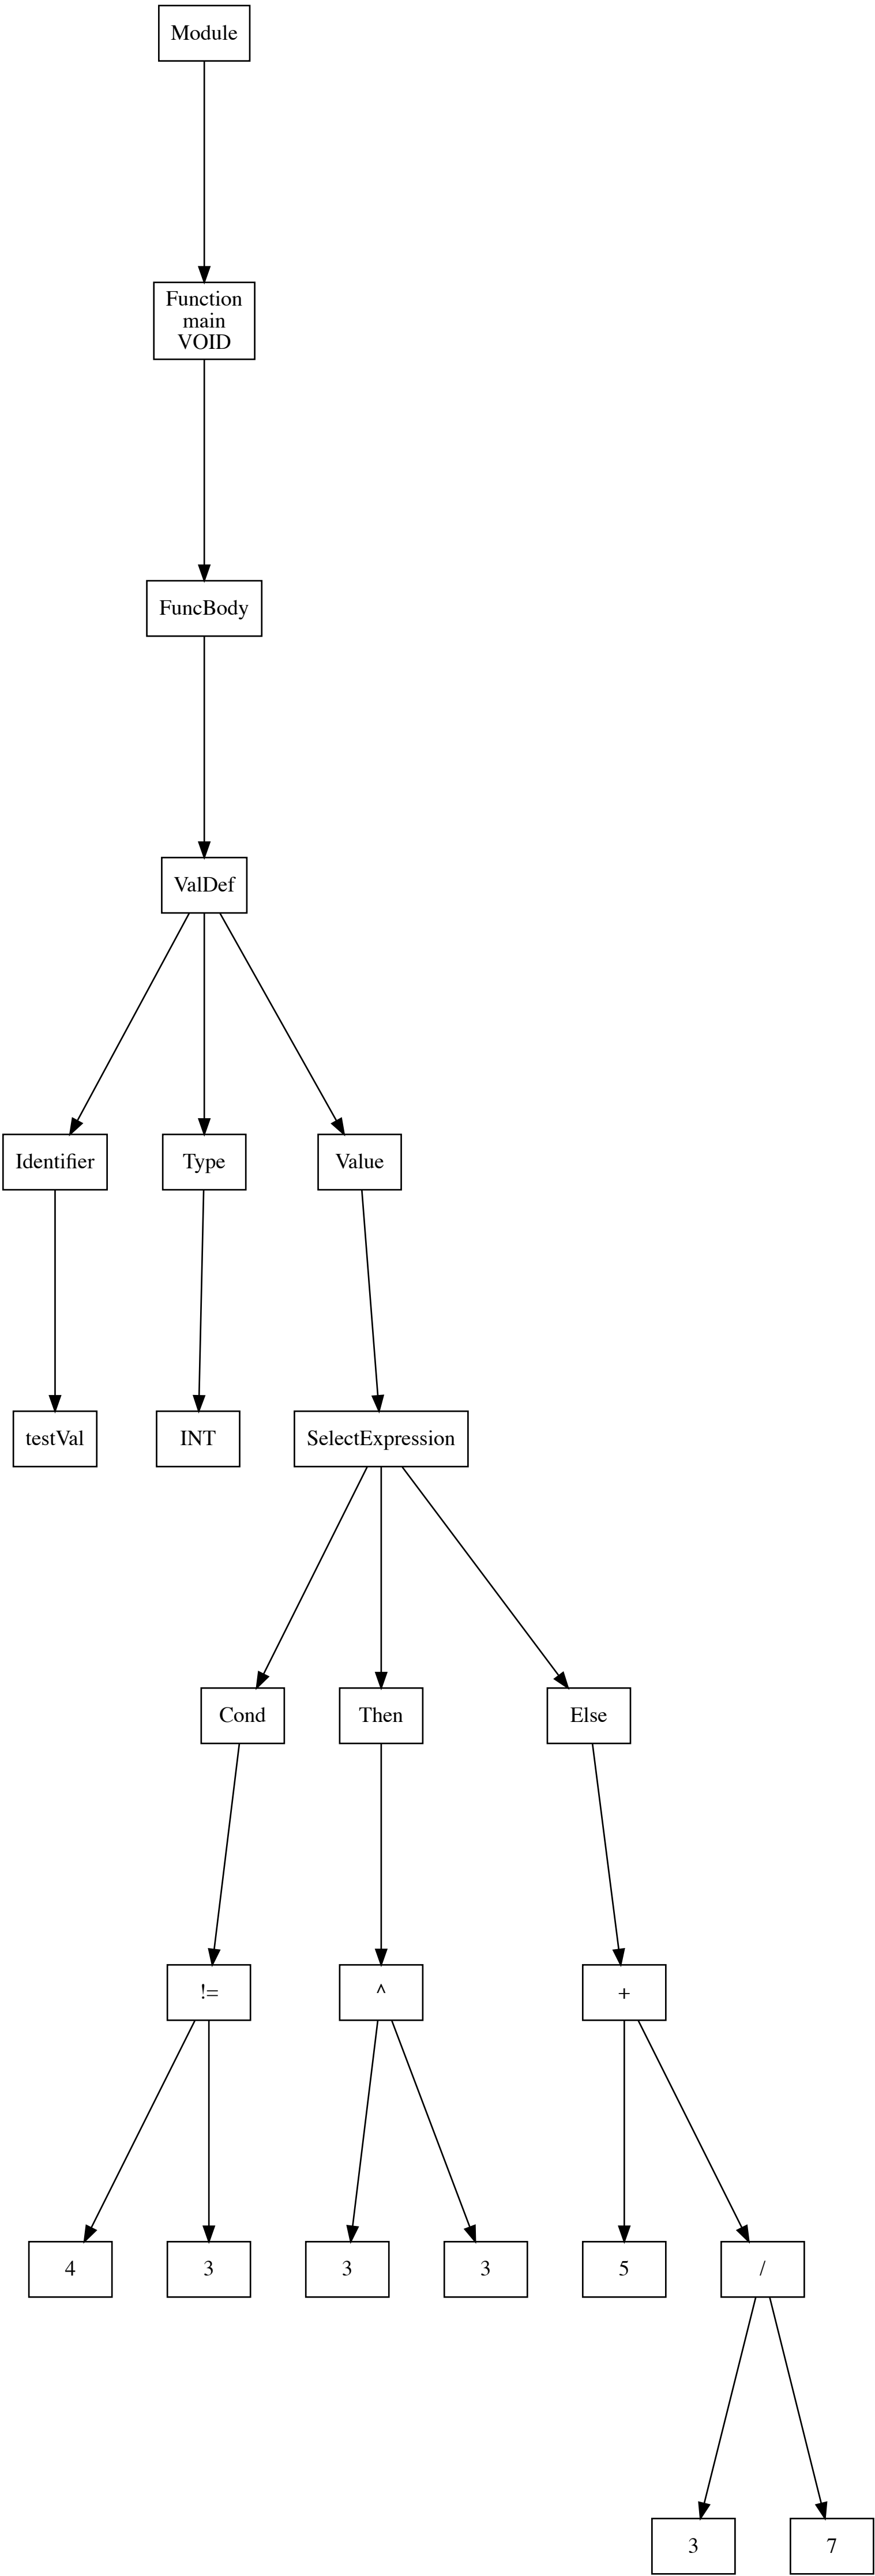 Module
Function
main
VOID
FuncBody
ValDef
Identifier
Type
Value
testVal
INT
SelectExpression
Cond
Then
Else
!=
^
+
4
3
3
3
5
/
3
7